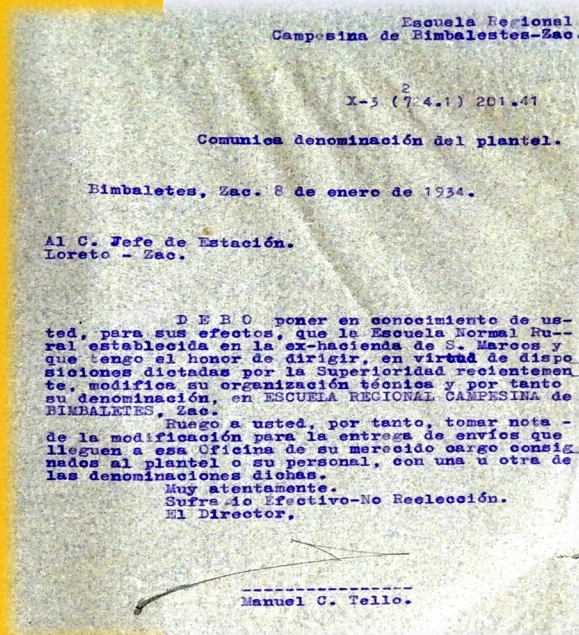 Escuela Regional
Campesina de Bimbalestes-Zac.
2
X-3 (724.1) 201.41
Comunica denominación del plantel.
Bimbaletes, Zac. 8 de enero de 1934.
Al C. Jefe de Estación.
Loreto - Zac.
D E B O poner en conocimiento de us-
ted, para sus efectos, que la Escuela Normal Ru--
ral establecida en la ex-hacienda de S. Marcos y
que tengo el honor de dirigir, en virtud de dispo
siciones dictadas por la Superioridad recientemen
te, modifica su organización técnica y por tanto
su denominación, en ESCUELA REGIONAL CAMPESINA de
BIMBALETES, Zac.
Ruego a usted, por tanto, tomar nota -
de la modificación para la entrega de envíos que
lleguen a esa Oficina de su merecido cargo consig
nados al plantel o su personal, con una u otra de
las denominaciones dichas.
Muy atentamente.
Sufragio Efectivo-No Reelección.
El Director,
Manuel C. Tello.